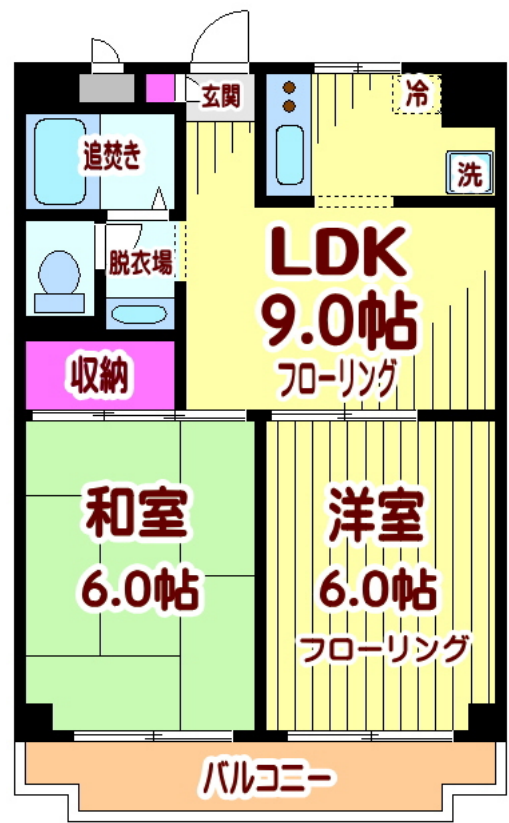 玄関
冷
追焚き
洗
脱衣場
LDK
9.0帖
フローリング
収納
和室
6.0帖
洋室
6.0帖
フローリング
バルコニー